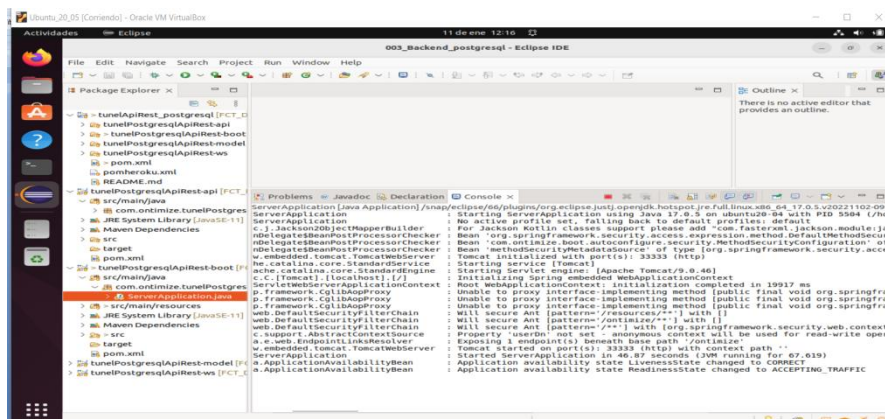 Ubuntu_20_05 [Corriendo] - Oracle VM VirtualBox
Actividades Eclipse 11 de ene 12:16
003_Backend_postgresql - Eclipse IDE
File Edit Navigate Search Project Run Window Help
Package Explorer
> tunelApiRest_postgresql [FCT_D
tunelPostgresqlApiRest-api
tunelPostgresqlApiRest-boot
tunelPostgresqlApiRest-model
tunelPostgresqlApiRest-ws
> pom.xml
pomheroku.xml
README.md
tunelPostgresqlApiRest-api [FCT_
src/main/java
com.ontimize.tunelPostgres
JRE System Library [JavaSE-11]
Maven Dependencies
src
target
pom.xml
> tunelPostgresqlApiRest-boot [F
src/main/java
> com.ontimize.tunelPostgres
> ServerApplication.java
> src/main/resources
JRE System Library [JavaSE-11]
Maven Dependencies
> src
target
pom.xml
tunelPostgresqlApiRest-model [F
tunelPostgresqlApiRest-ws [FCT_
Outline
There is no active editor that
provides an outline.
Problems Javadoc Declaration Console
ServerApplication [Java Application] /snap/eclipse/66/plugins/org.eclipse.justj.openjdk.hotspot.jre.full.linux.x86_64_17.0.5.v20221102-09
ServerApplication : Starting ServerApplication using Java 17.0.5 on ubuntu20-04 with PID 5504 (/h
ServerApplication : No active profile set, falling back to default profiles: default
c.j.Jackson2ObjectMapperBuilder : For Jackson Kotlin classes support please add "com.fasterxml.jackson.module:ja
nDelegate$BeanPostProcessorChecker : Bean 'org.springframework.security.access.expression.method.DefaultMethodSecu
nDelegate$BeanPostProcessorChecker : Bean 'com.ontimize.boot.autoconfigure.security.MethodSecurityConfiguration' o
nDelegate$BeanPostProcessorChecker : Bean 'methodSecurityMetadataSource' of type [org.springframework.security.acce
w.embedded.tomcat.TomcatWebServer : Tomcat initialized with port(s): 33333 (http)
he.catalina.core.StandardService : Starting service [Tomcat]
ache.catalina.core.StandardEngine : Starting Servlet engine: [Apache Tomcat/9.0.46]
c.C.[Tomcat].[localhost].[/] : Initializing Spring embedded WebApplicationContext
ServletWebServerApplicationContext : Root WebApplicationContext: initialization completed in 19917 ms
p.framework.CglibAopProxy : Unable to proxy interface-implementing method [public final void org.springfra
p.framework.CglibAopProxy : Unable to proxy interface-implementing method [public final void org.springfra
p.framework.CglibAopProxy : Unable to proxy interface-implementing method [public final void org.springfra
web.DefaultSecurityFilterChain : Will secure Ant [pattern='/resources/**'] with []
web.DefaultSecurityFilterChain : Will secure Ant [pattern='/ontimize/**'] with []
web.DefaultSecurityFilterChain : Will secure Ant [pattern='/**'] with [org.springframework.security.web.context
c.support.AbstractContextSource : Property 'userDn' not set - anonymous context will be used for read-write oper
a.e.web.EndpointLinksResolver : Exposing 1 endpoint(s) beneath base path '/ontimize'
w.embedded.tomcat.TomcatWebServer : Tomcat started on port(s): 33333 (http) with context path ''
ServerApplication : Started ServerApplication in 46.87 seconds (JVM running for 67.619)
a.ApplicationAvailabilityBean : Application availability state LivenessState changed to CORRECT
a.ApplicationAvailabilityBean : Application availability state ReadinessState changed to ACCEPTING_TRAFFIC